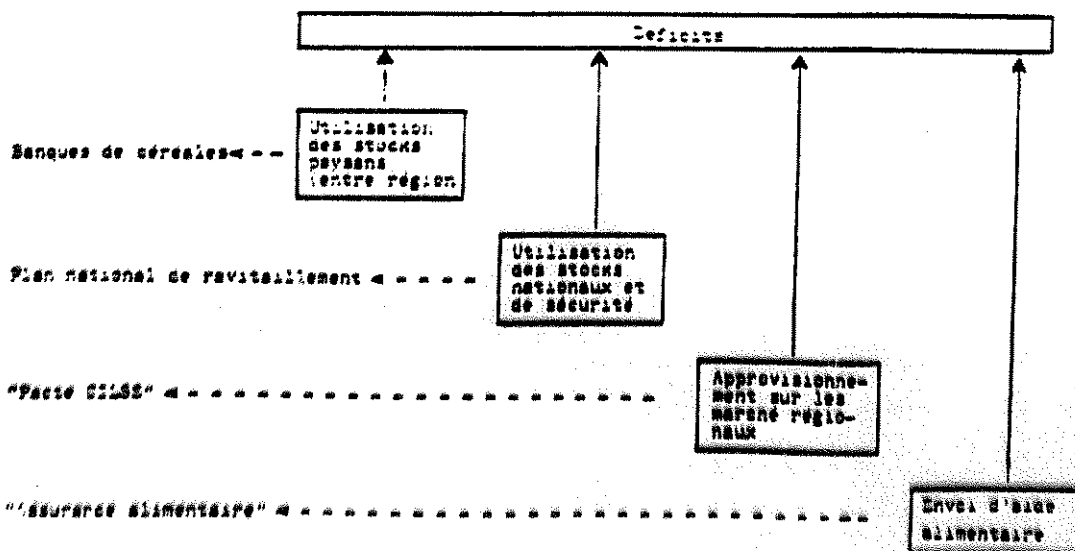 Déficits
Utilisation
des stocks
paysans
(entre région
Banques de céréales
Utilisation
des stocks
nationaux et
de sécurité
Plan national de ravitaillement
Approvisionne-
ment sur les
marché régio-
naux
"Pacte CILSS"
Envoi d'aide
alimentaire
"Assurance alimentaire"